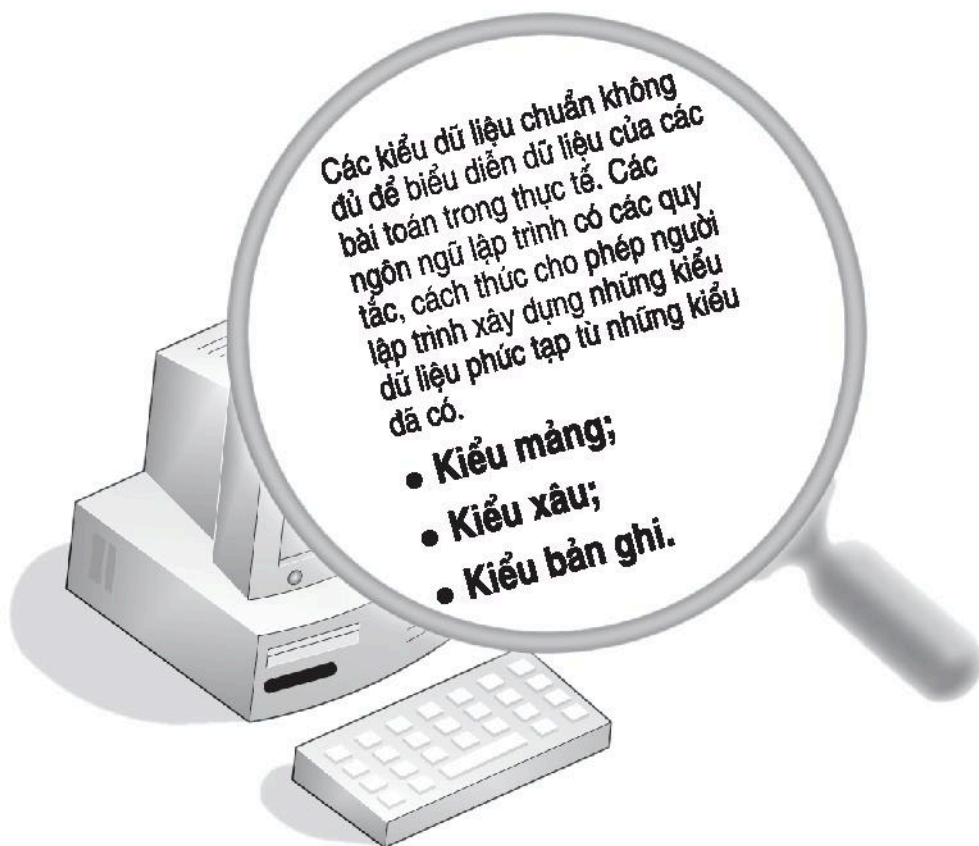 Các kiểu dữ liệu chuẩn không
đủ để biểu diễn dữ liệu của các
bài toán trong thực tế. Các
ngôn ngữ lập trình có các quy
tắc, cách thức cho phép người
lập trình xây dựng những kiểu
dữ liệu phức tạp từ những kiểu
đã có.
• Kiểu mảng;
• Kiểu xâu;
• Kiểu bản ghi.